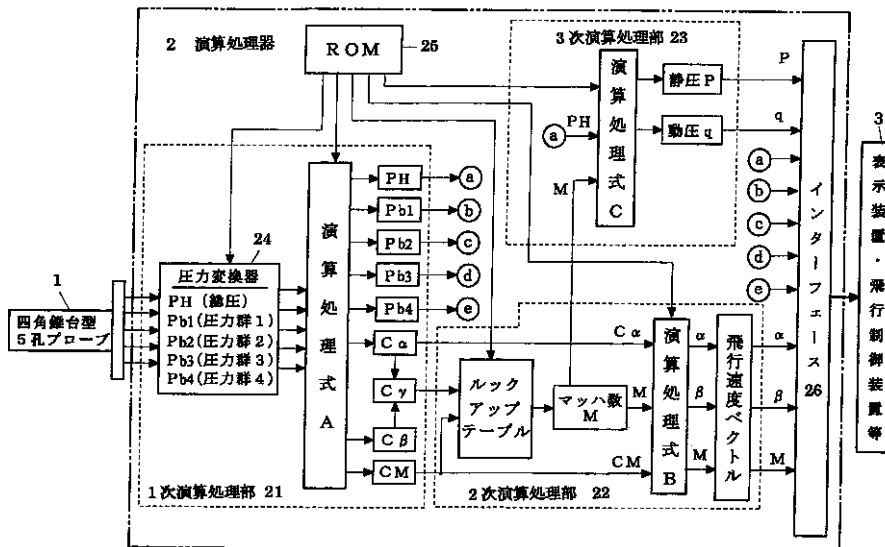 2 演算処理器
ROM
25
3次演算処理部 23
演算処理式C
静圧P
動圧q
P
q
ⓐ
PH
M
ⓐ
ⓑ
ⓒ
ⓓ
ⓔ
インターフェース 26
3
表示装置・飛行制御装置等
1
四角錐台型
5孔プローブ
24
圧力変換器
PH(総圧)
Pb1(圧力群1)
Pb2(圧力群2)
Pb3(圧力群3)
Pb4(圧力群4)
演算処理式A
PH
ⓐ
Pb1
ⓑ
Pb2
ⓒ
Pb3
ⓓ
Pb4
ⓔ
Cα
Cγ
Cβ
CM
1次演算処理部 21
ルック
アップ
テーブル
マッハ数
M
Cα
M
CM
演算処理式B
α
β
M
飛行速度ベクトル
α
β
M
2次演算処理部 22